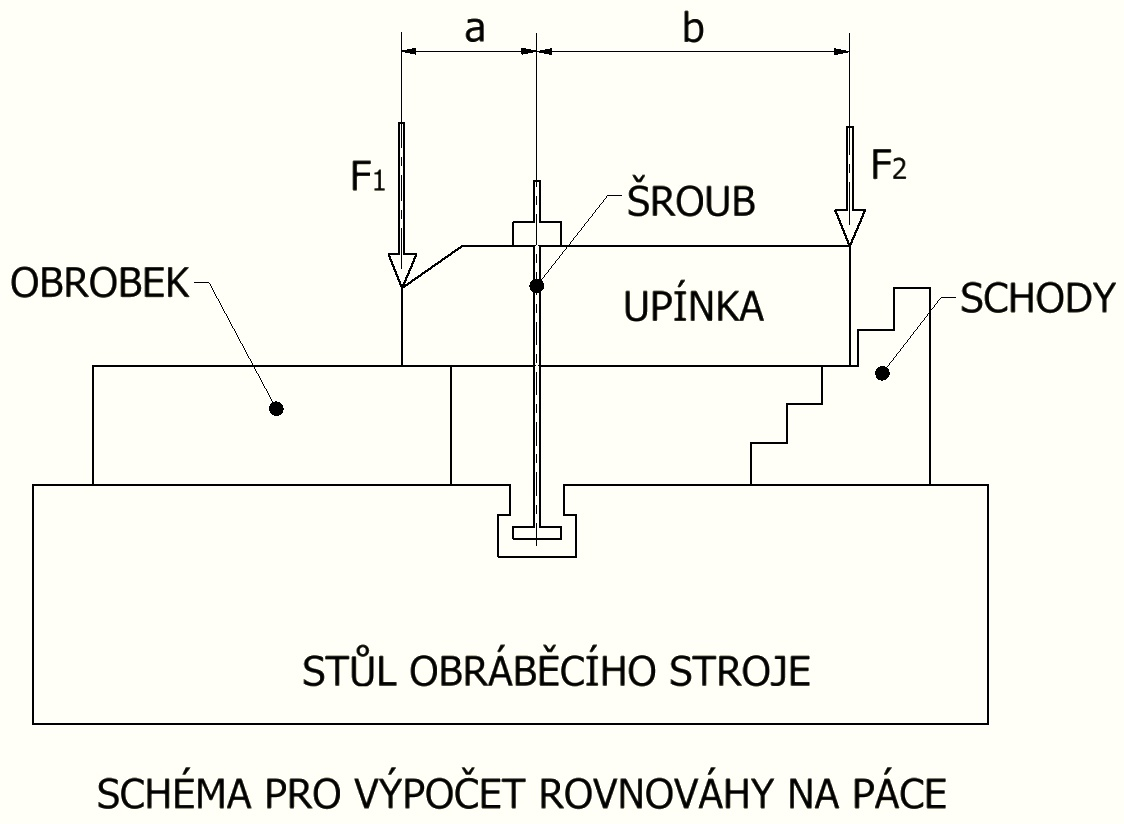 a
b
F1
F2
ŠROUB
OBROBEK
UPÍNKA
SCHODY
STŮL OBRÁBĚCÍHO STROJE
SCHÉMA PRO VÝPOČET ROVNOVÁHY NA PÁCE